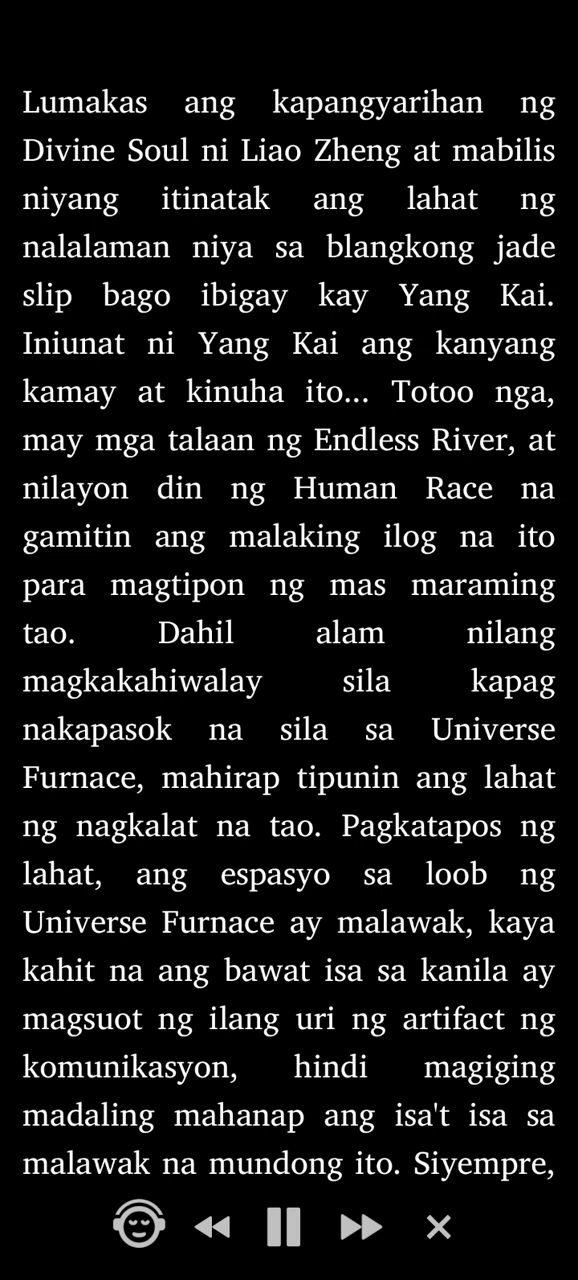 Lumakas ang kapangyarihan ng
Divine Soul ni Liao Zheng at mabilis
niyang itinatak ang lahat ng
nalalaman niya sa blangkong jade
slip bago ibigay kay Yang Kai.
Iniunat ni Yang Kai ang kanyang
kamay at kinuha ito... Totoo nga,
may mga talaan ng Endless River, at
nilayon din ng Human Race na
gamitin ang malaking ilog na ito
para magtipon ng mas maraming
tao. Dahil alam nilang
magkakahiwalay sila kapag
nakapasok na sila sa Universe
Furnace, mahirap tipunin ang lahat
ng nagkalat na tao. Pagkatapos ng
lahat, ang espasyo sa loob ng
Universe Furnace ay malawak, kaya
kahit na ang bawat isa sa kanila ay
magsuot ng ilang uri ng artifact ng
komunikasyon, hindi magiging
madaling mahanap ang isa't isa sa
malawak na mundong ito. Siyempre,